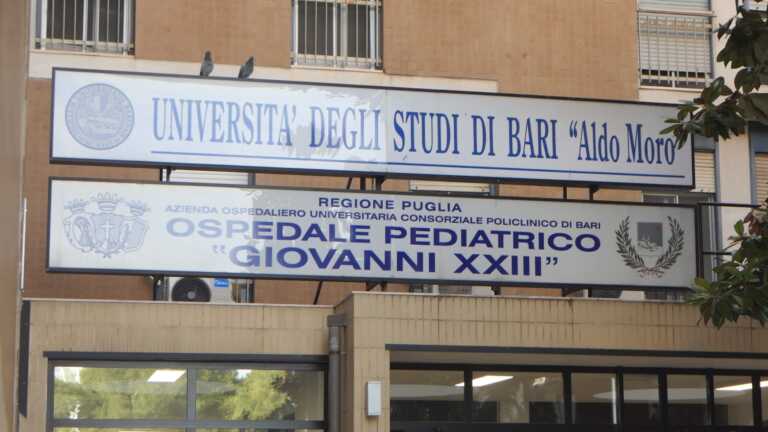 UNIVERSITA' DEGLI STUDI DI BARI "Aldo Moro"
REGIONE PUGLIA
AZIENDA OSPEDALIERO UNIVERSITARIA CONSORZIALE POLICLINICO DI BARI
OSPEDALE PEDIATRICO
"GIOVANNI XXIII"